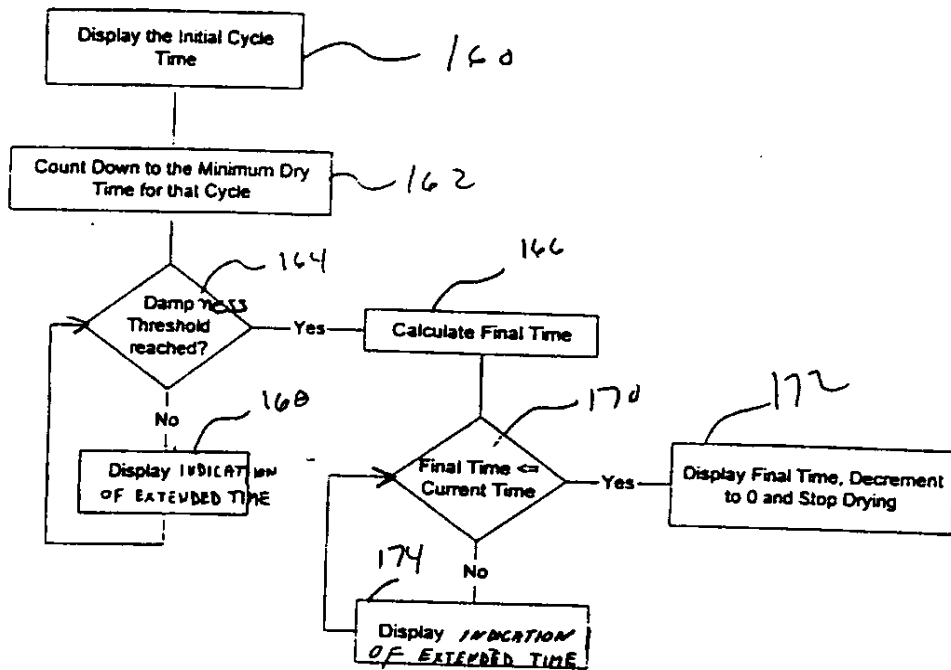 Display the Initial Cycle
Time
160
Count Down to the Minimum Dry
Time for that Cycle
162
164
Dampness
Threshold
reached?
Yes
166
Calculate Final Time
No
168
Display INDICATION
OF EXTENDED TIME
170
Final Time <=
Current Time
Yes
172
Display Final Time, Decrement
to 0 and Stop Drying
No
174
Display INDICATION
OF EXTENDED TIME